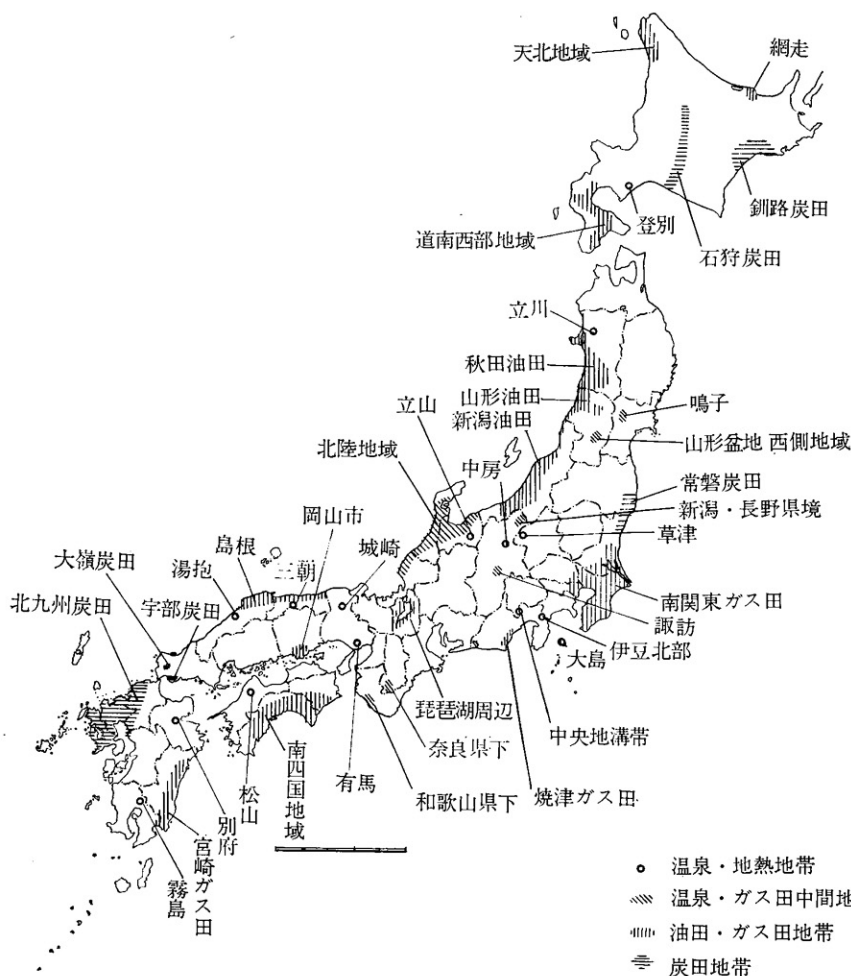 天北地域
網走
釧路炭田
登別
石狩炭田
道南西部地域
立川
秋田油田
山形油田
新潟油田
立山
鳴子
山形盆地 西側地域
北陸地域
中房
常磐炭田
新潟・長野県境
草津
岡山市
城崎
島根
三朝
大嶺炭田
湯抱
北九州炭田
宇部炭田
南関東ガス田
諏訪
伊豆北部
大島
中央地溝帯
琵琶湖周辺
奈良県下
焼津ガス田
和歌山県下
有馬
南四国地域
松山
別府
宮崎ガス田
霧島
温泉・地熱地帯
温泉・ガス田中間地
油田・ガス田地帯
炭田地帯